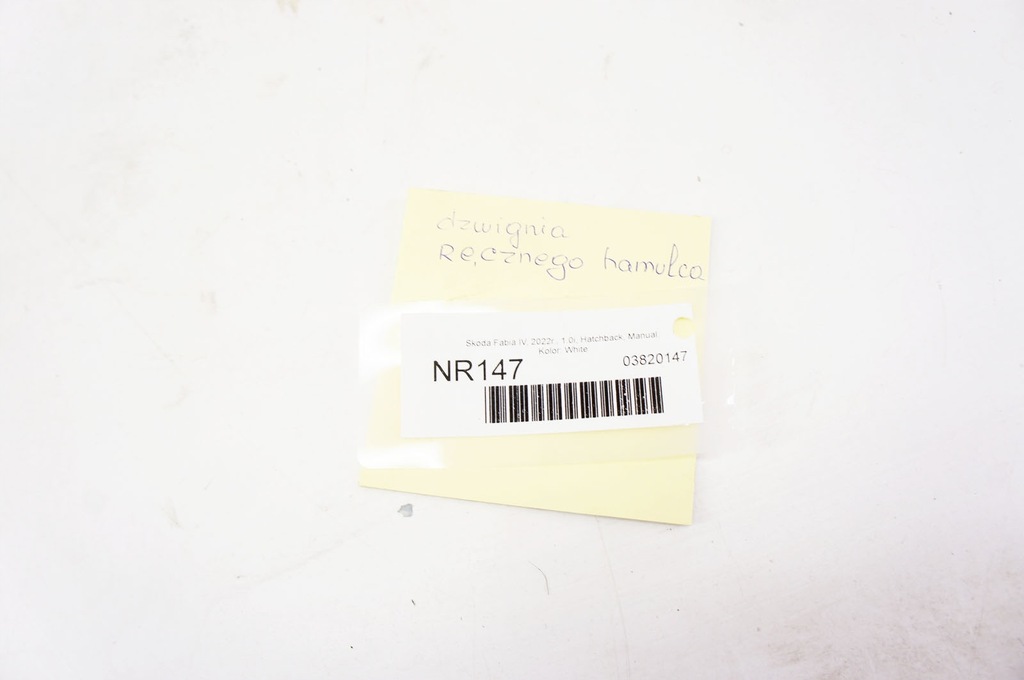 dzwignia
Ręcznego hamulca
Skoda Fabia IV, 2022r., 1.0i, Hatchback, Manual,
Kolor: White
NR147
03820147